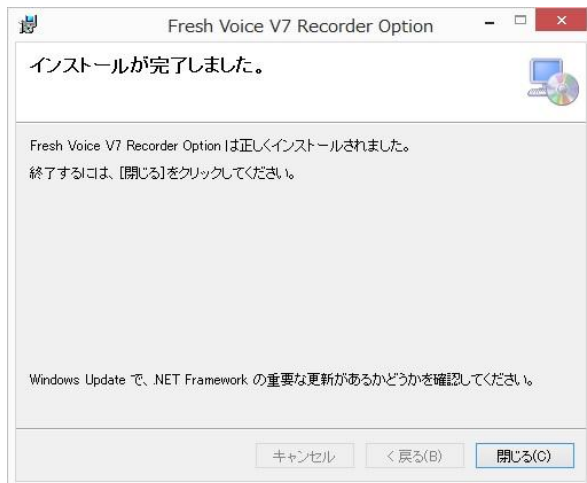 Fresh Voice V7 Recorder Option
インストールが完了しました。
Fresh Voice V7 Recorder Option は正しくインストールされました。
終了するには、[閉じる]をクリックしてください。
Windows Update で、.NET Framework の重要な更新があるかどうかを確認してください。
キャンセル
< 戻る(B)
閉じる(C)